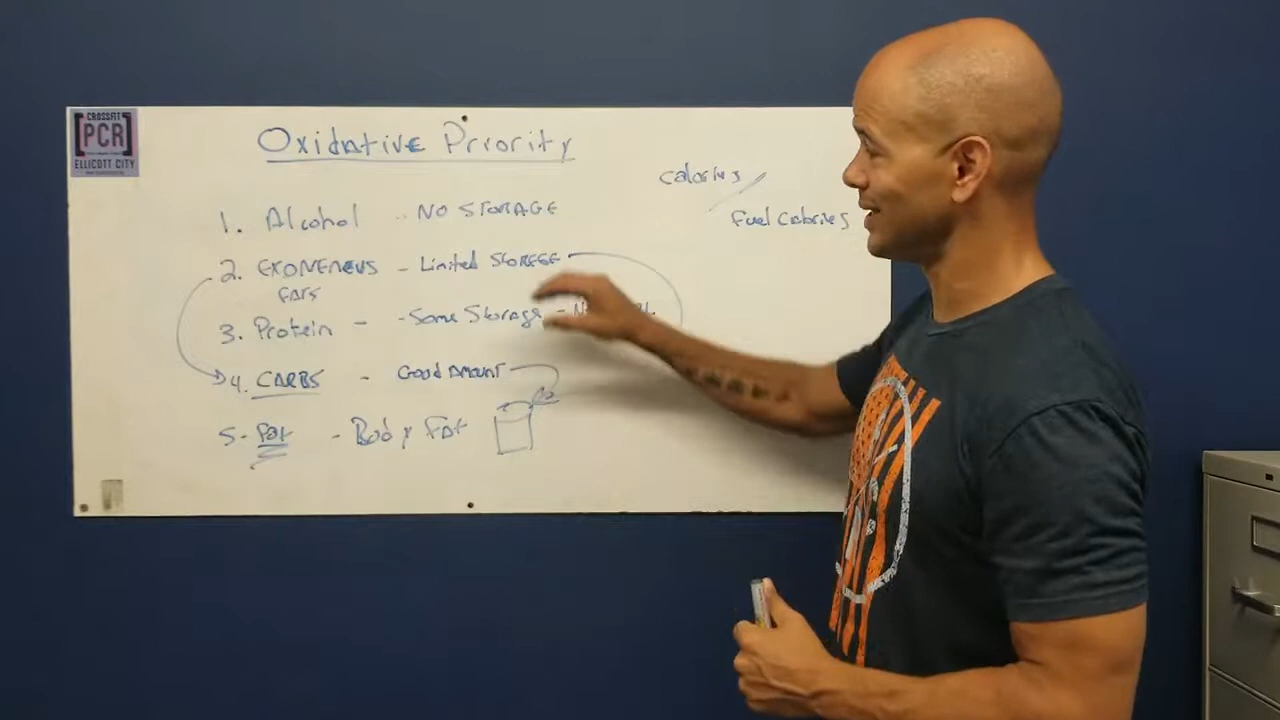 CROSSFIT
PCR
ELLICOTT CITY
Oxidative Priority
calories /
Fuel Calories
1. Alcohol -- NO STORAGE
2. EXONENEUS - Limited STOREGE
FATS
3. Protein - -Some Storage -
4. CARBS - GOOD AMOUNT
5- Fat - Body FAT